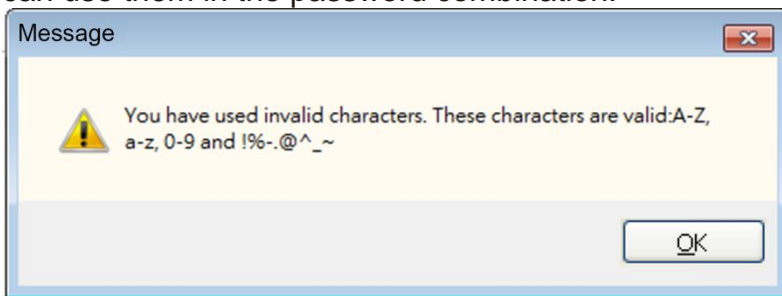 can use them in the password combination.
Message
You have used invalid characters. These characters are valid:A-Z,
a-z, 0-9 and !%-.@^_~
OK